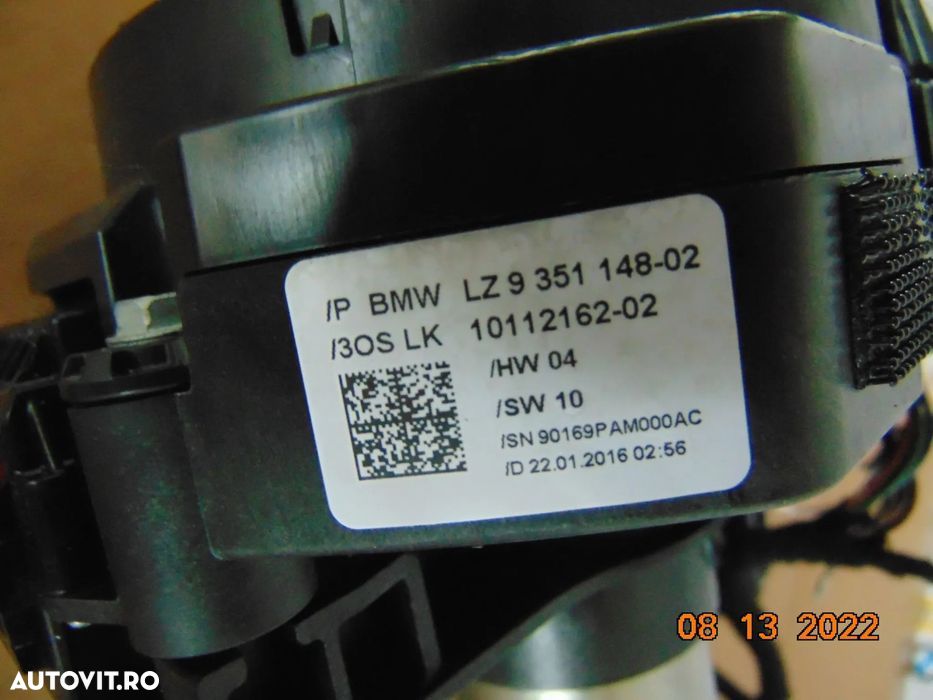 /P BMW LZ 9 351 148-02
/3OS LK 10112162-02
/HW 04
/SW 10
/SN 90169PAM000AC
/D 22.01.2016 02:56
08 13 2022
AUTOVIT.RO